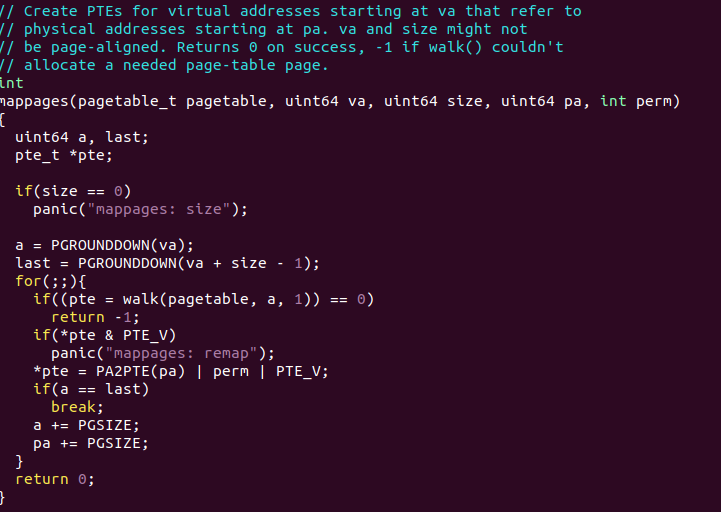 // Create PTEs for virtual addresses starting at va that refer to
// physical addresses starting at pa. va and size might not
// be page-aligned. Returns 0 on success, -1 if walk() couldn't
// allocate a needed page-table page.
int
mappages(pagetable_t pagetable, uint64 va, uint64 size, uint64 pa, int perm)
{
  uint64 a, last;
  pte_t *pte;

  if(size == 0)
    panic("mappages: size");

  a = PGROUNDDOWN(va);
  last = PGROUNDDOWN(va + size - 1);
  for(;;){
    if((pte = walk(pagetable, a, 1)) == 0)
      return -1;
    if(*pte & PTE_V)
      panic("mappages: remap");
    *pte = PA2PTE(pa) | perm | PTE_V;
    if(a == last)
      break;
    a += PGSIZE;
    pa += PGSIZE;
  }
  return 0;
}